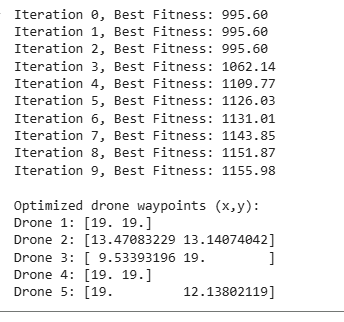 Iteration 0, Best Fitness: 995.60
Iteration 1, Best Fitness: 995.60
Iteration 2, Best Fitness: 995.60
Iteration 3, Best Fitness: 1062.14
Iteration 4, Best Fitness: 1109.77
Iteration 5, Best Fitness: 1126.03
Iteration 6, Best Fitness: 1131.01
Iteration 7, Best Fitness: 1143.85
Iteration 8, Best Fitness: 1151.87
Iteration 9, Best Fitness: 1155.98
Optimized drone waypoints (x,y):
Drone 1: [19. 19.]
Drone 2: [13.47083229 13.14074042]
Drone 3: [ 9.53393196 19.        ]
Drone 4: [19. 19.]
Drone 5: [19.         12.13802119]